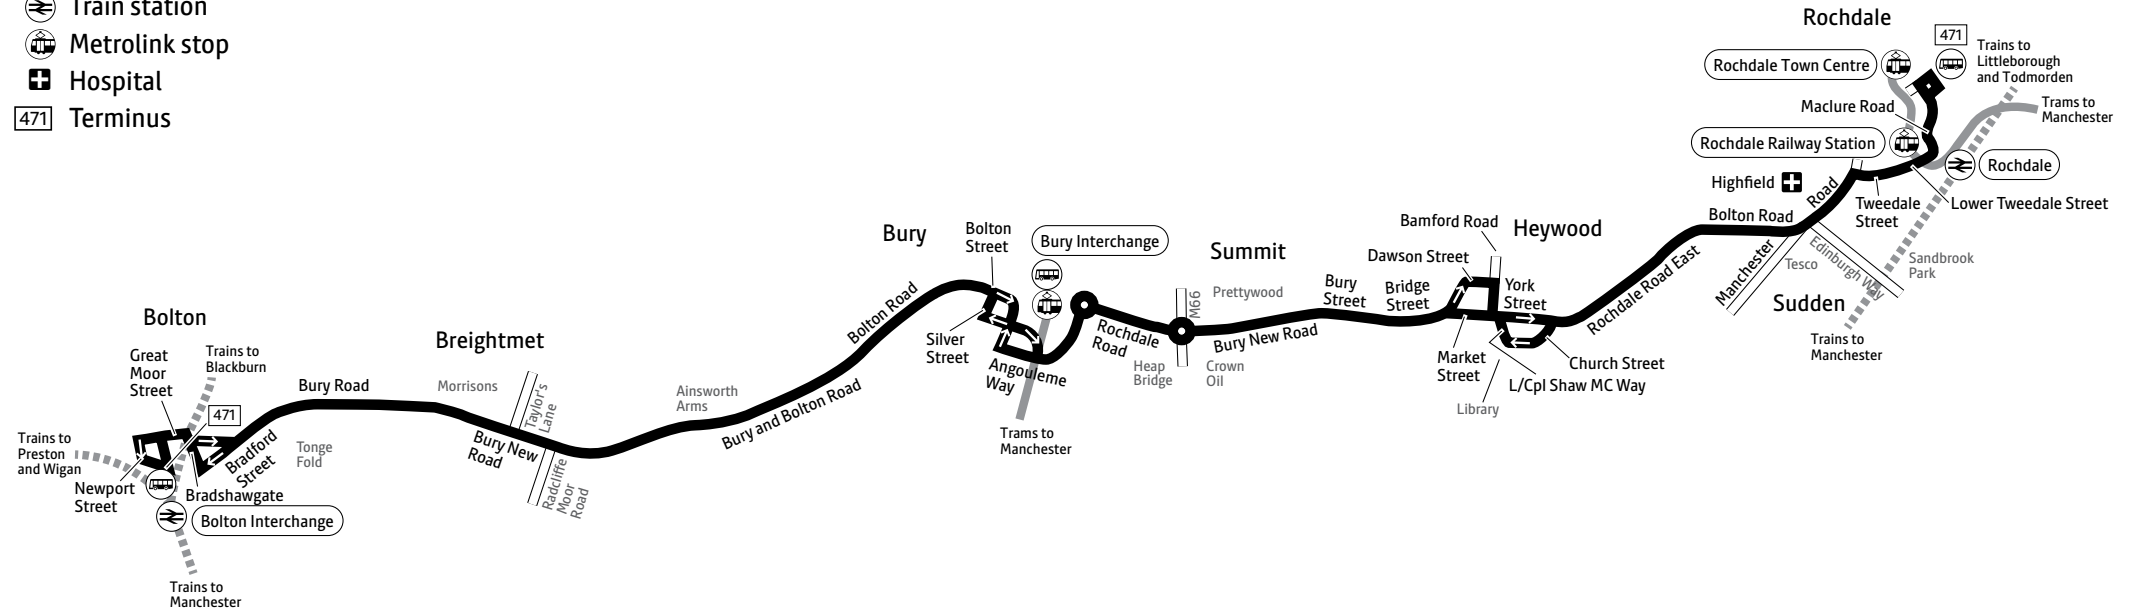 Train station
Metrolink stop
Hospital
471 Terminus
Bolton
Great
Moor
Street
Trains to
Blackburn
471
Trains to
Preston
and Wigan
Newport
Street
Bradshawgate
Bolton Interchange
Trains to
Manchester
Bradford
Street
Tonge
Fold
Bury Road
Breightmet
Morrisons
Taylor's
Lane
Bury New
Road
Radcliffe
Moor
Road
Ainsworth
Arms
Bury and Bolton Road
Bolton Road
Bury
Bolton
Street
Silver
Street
Bury Interchange
Angouleme
Way
Trams to
Manchester
Rochdale
Road
Heap
Bridge
Summit
M66
Prettywood
Crown
Oil
Bury New Road
Bury
Street
Bridge
Street
Heywood
Bamford Road
Dawson Street
York
Street
Market
Street
Library
L/Cpl Shaw MC Way
Church Street
Rochdale Road East
Bolton Road
Manchester
Road
Tesco
Sudden
Edinburgh Way
Sandbrook
Park
Trains to
Manchester
Highfield
Tweedale
Street
Lower Tweedale Street
Rochdale
Rochdale Railway Station
Maclure Road
Rochdale Town Centre
Rochdale
471
Trains to
Littleborough
and Todmorden
Trams to
Manchester